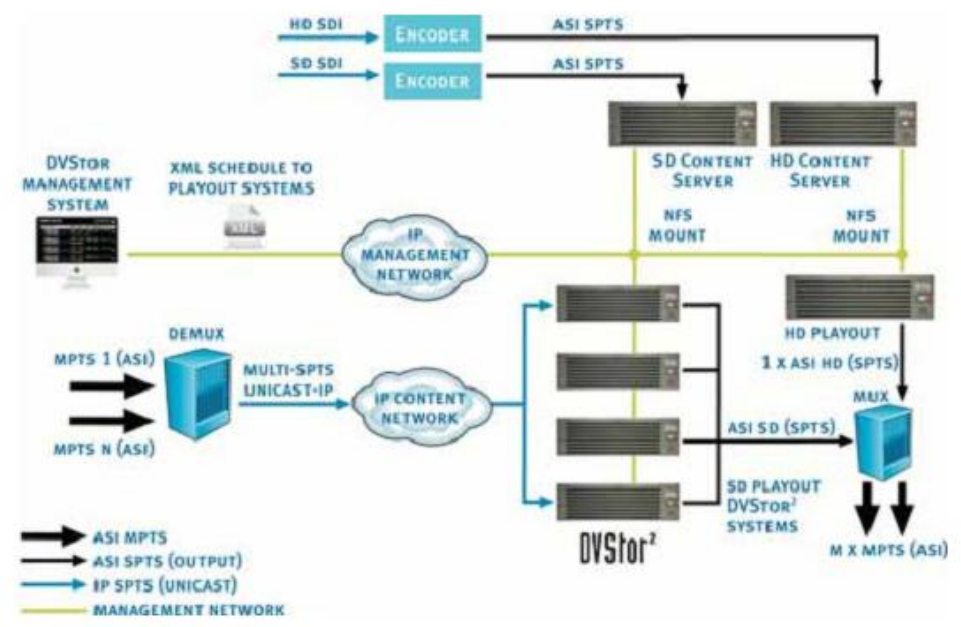 HD SDI
ENCODER
ASI SPTS
SD SDI
ENCODER
ASI SPTS
SD CONTENT
SERVER
HD CONTENT
SERVER
DVSTOR
MANAGEMENT
SYSTEM
XML SCHEDULE TO
PLAYOUT SYSTEMS
XML
NFS
MOUNT
NFS
MOUNT
IP
MANAGEMENT
NETWORK
HD PLAYOUT
DEMUX
MPTS 1 (ASI)
MPTS N (ASI)
MULTI-SPTS
UNICAST-IP
IP CONTENT
NETWORK
1 X ASI HD (SPTS)
MUX
ASI SD (SPTS)
SD PLAYOUT
DVSTOR²
SYSTEMS
DVStor²
M X MPTS (ASI)
ASI MPTS
ASI SPTS (OUTPUT)
IP SPTS (UNICAST)
MANAGEMENT NETWORK